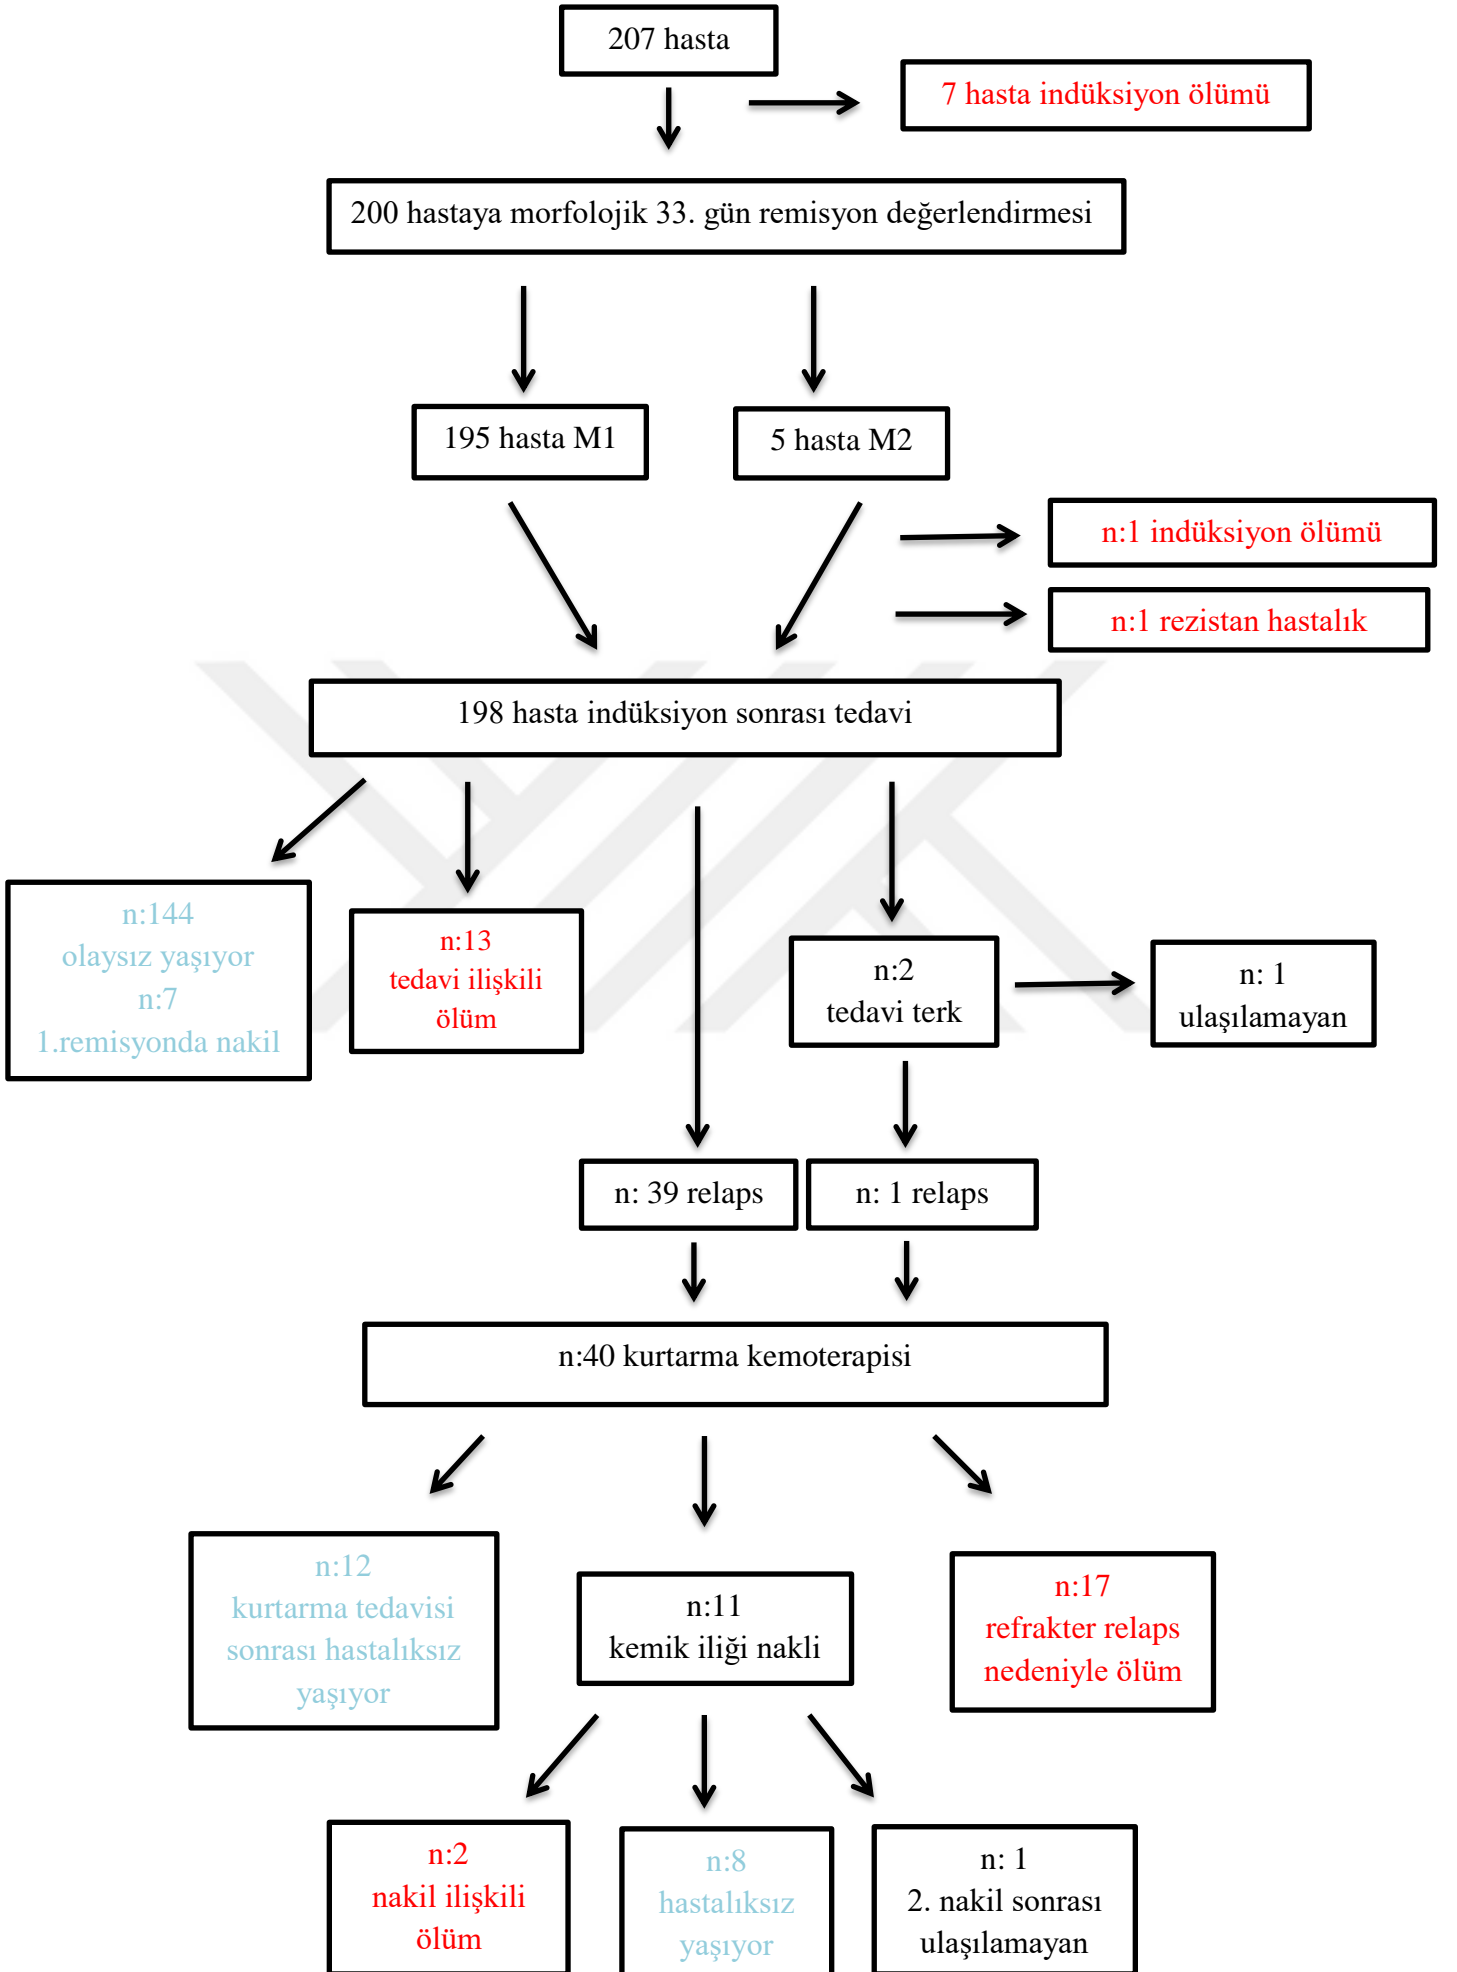 207 hasta
7 hasta indüksiyon ölümü
200 hastaya morfolojik 33. gün remisyon değerlendirmesi
195 hasta M1
5 hasta M2
n:1 indüksiyon ölümü
n:1 rezistan hastalık
198 hasta indüksiyon sonrası tedavi
n:144
olaysız yaşıyor
n:7
1.remisyonda nakil
n:13
tedavi ilişkili
ölüm
n:2
tedavi terk
n: 1
ulaşılamayan
n: 39 relaps
n: 1 relaps
n:40 kurtarma kemoterapisi
n:12
kurtarma tedavisi
sonrası hastalıksız
yaşıyor
n:11
kemik iliği nakli
n:17
refrakter relaps
nedeniyle ölüm
n:2
nakil ilişkili
ölüm
n:8
hastalıksız
yaşıyor
n: 1
2. nakil sonrası
ulaşılamayan